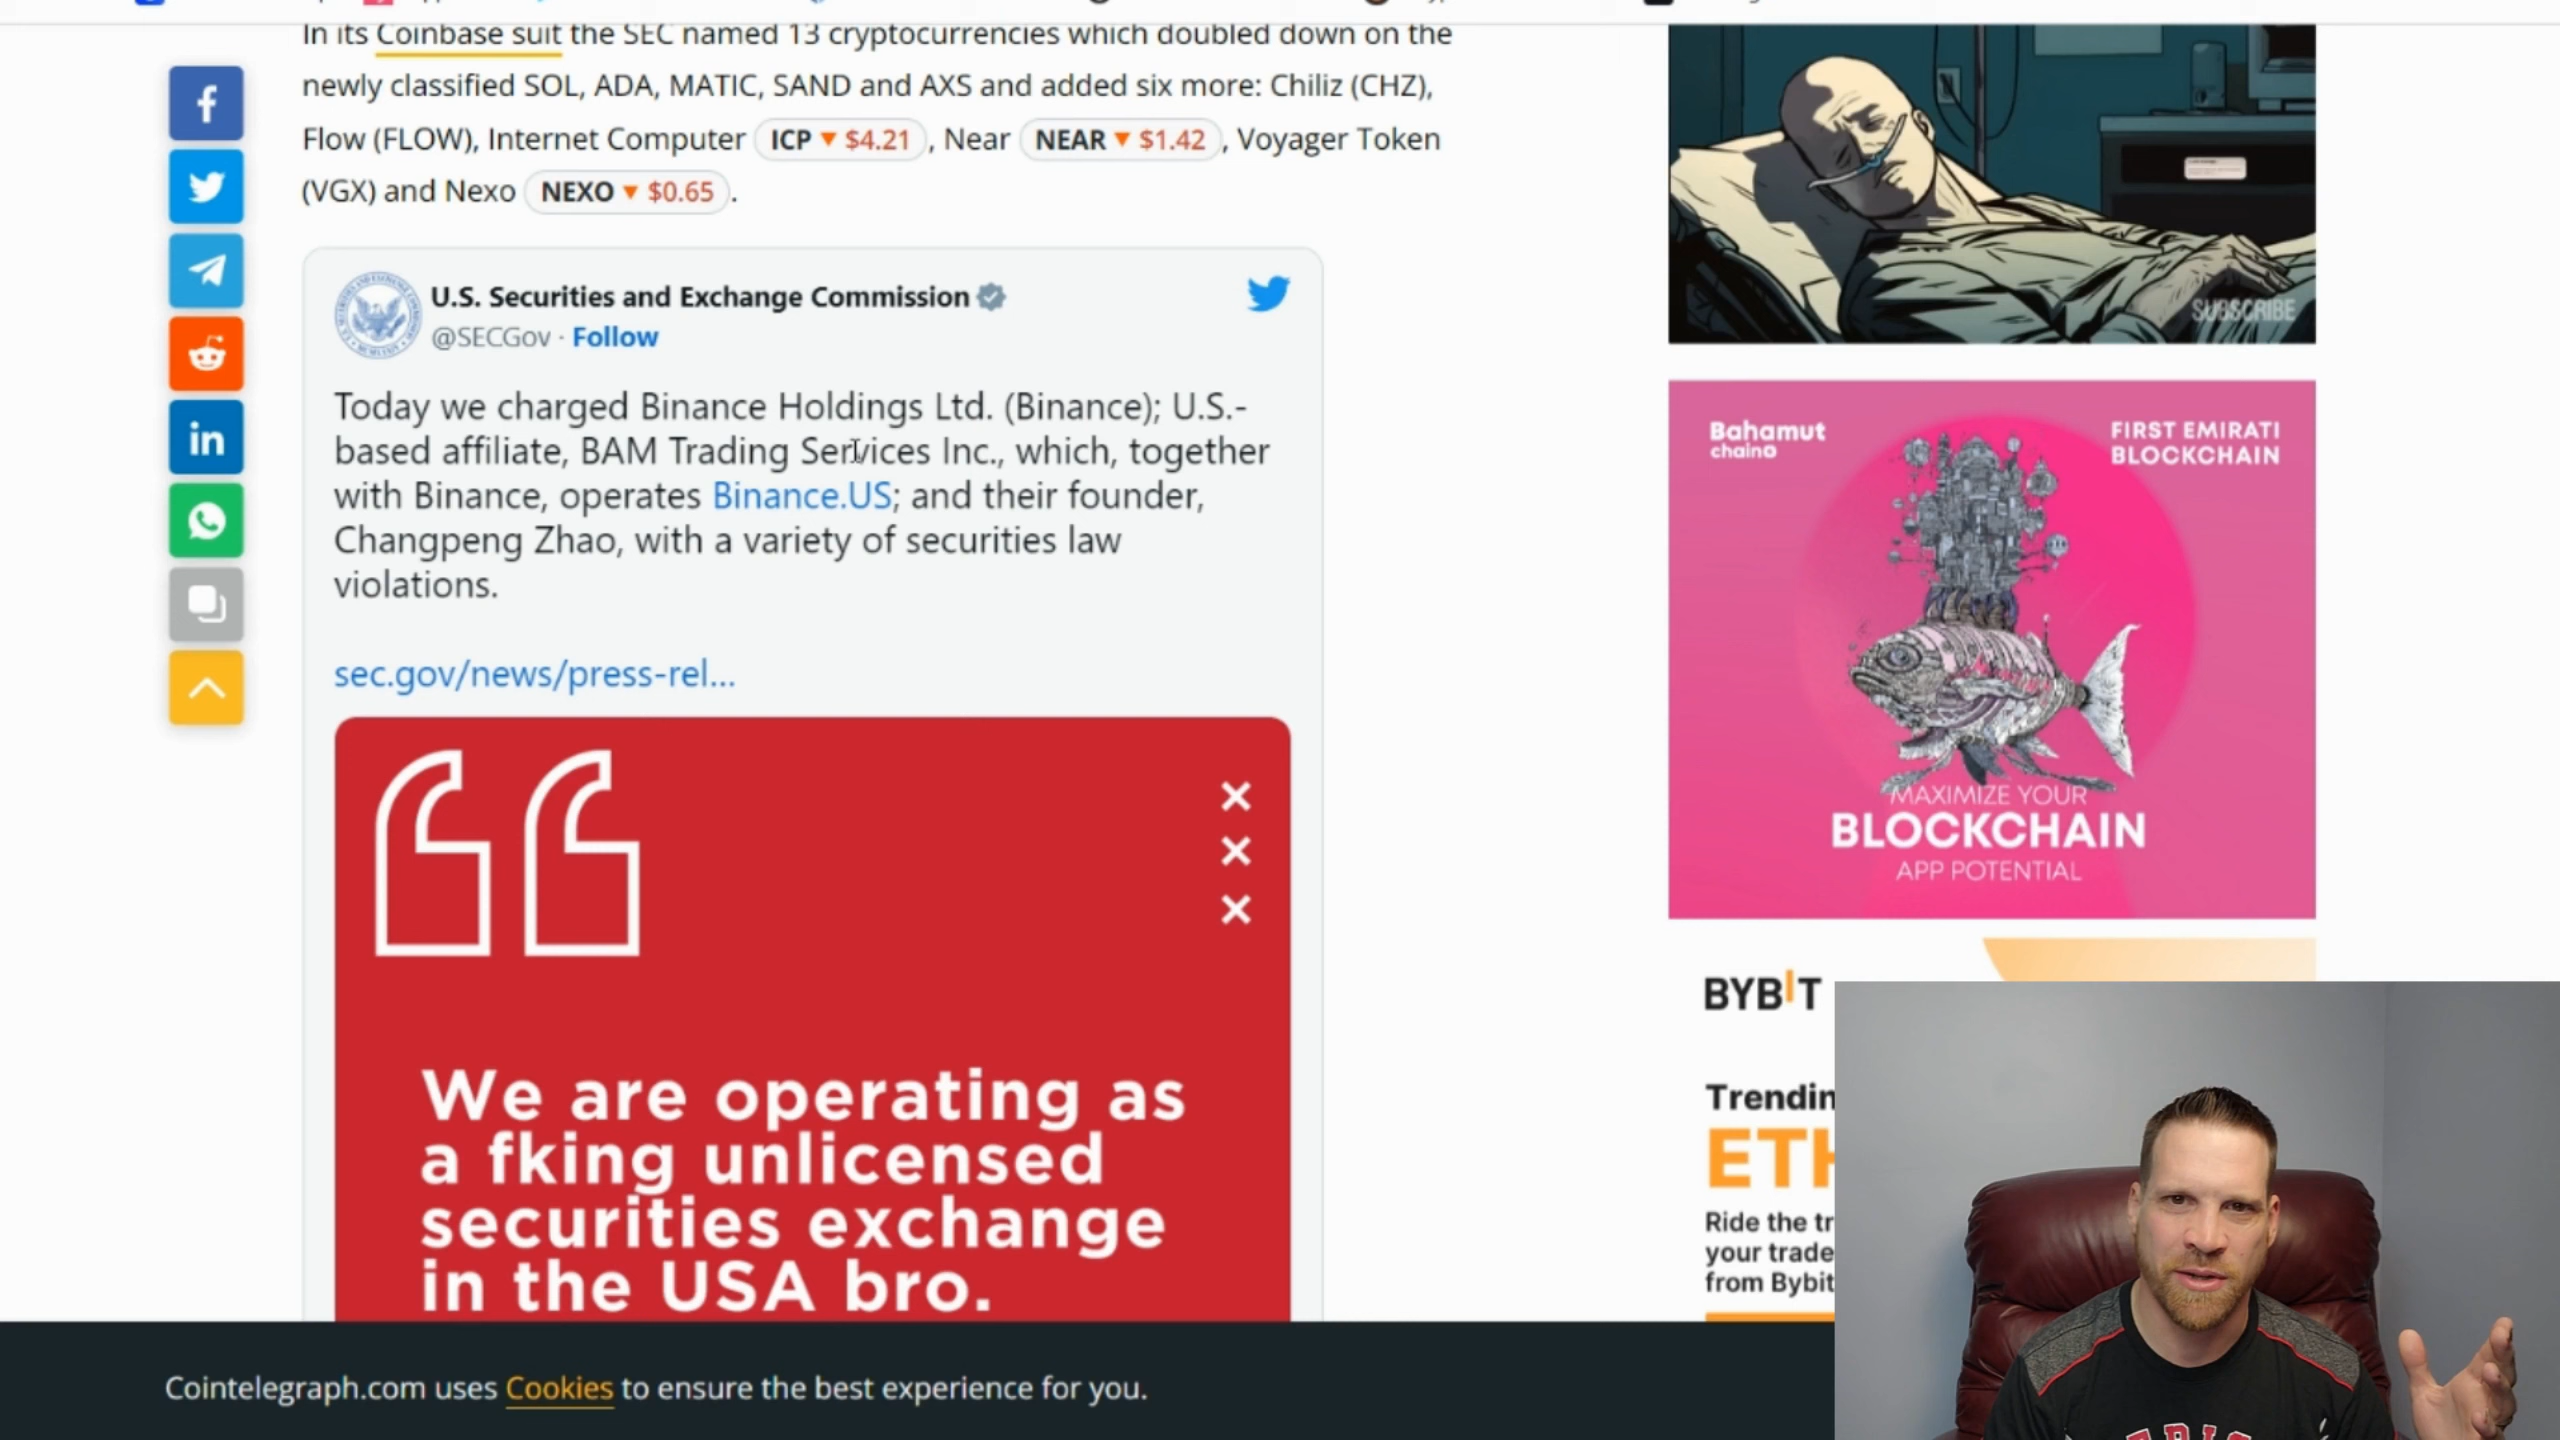 In its Coinbase suit the SEC named 13 cryptocurrencies which doubled down on the
newly classified SOL, ADA, MATIC, SAND and AXS and added six more: Chiliz (CHZ),
Flow (FLOW), Internet Computer ICP ▼ $4.21 , Near NEAR ▼ $1.42 , Voyager Token
(VGX) and Nexo NEXO ▼ $0.65 .
U.S. Securities and Exchange Commission
@SECGov · Follow
Today we charged Binance Holdings Ltd. (Binance); U.S.-
based affiliate, BAM Trading Services Inc., which, together
with Binance, operates Binance.US; and their founder,
Changpeng Zhao, with a variety of securities law
violations.
sec.gov/news/press-rel...
We are operating as
a fking unlicensed
securities exchange
in the USA bro.
SUBSCRIBE
Bahamut
chain
FIRST EMIRATI
BLOCKCHAIN
MAXIMIZE YOUR
BLOCKCHAIN
APP POTENTIAL
BYBIT
Trendin
ETH
Ride the tr
your trade
from Bybit
Cointelegraph.com uses Cookies to ensure the best experience for you.